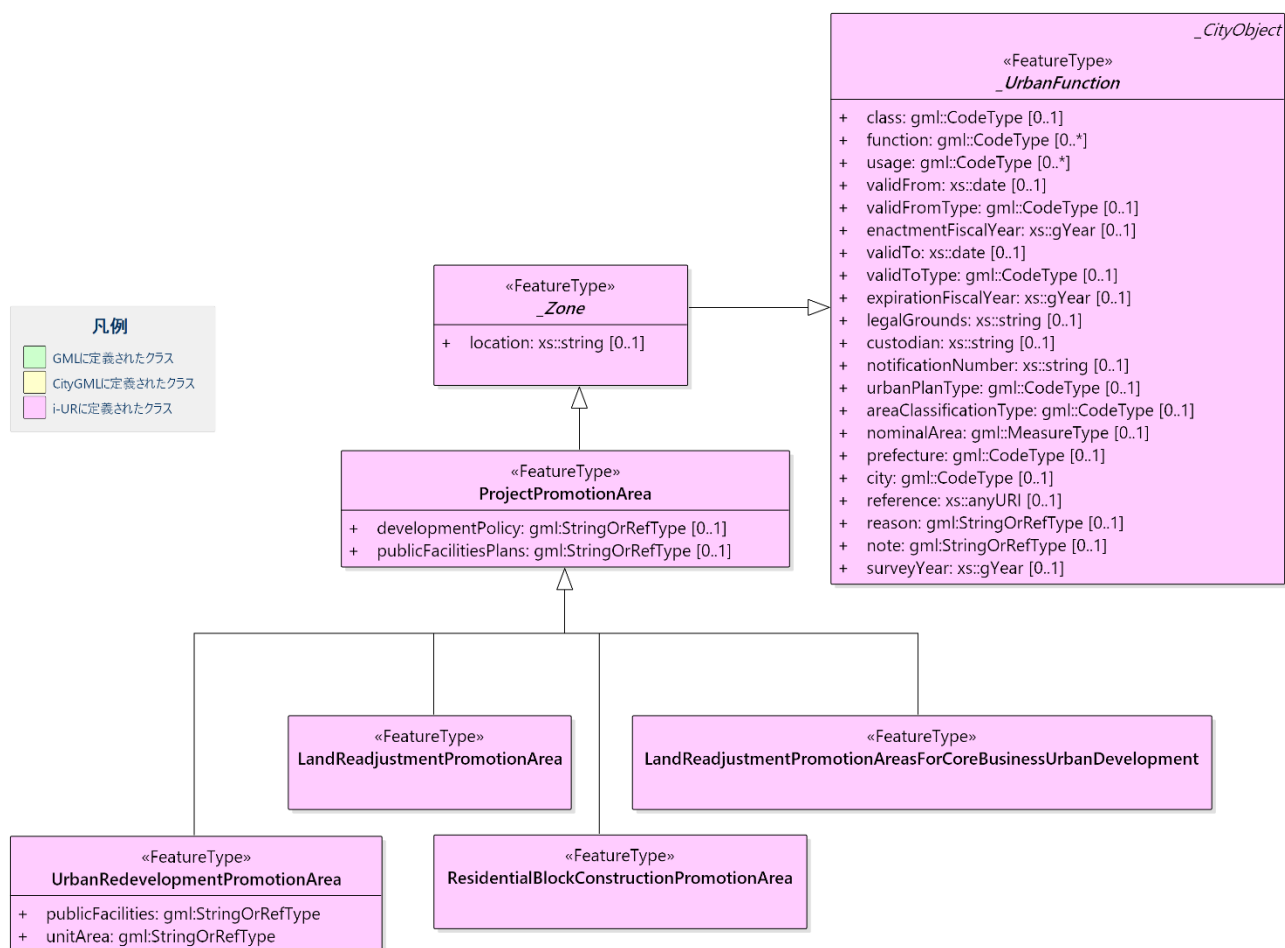 _CityObject
«FeatureType»
_UrbanFunction
+ class: gml::CodeType [0..1]
+ function: gml::CodeType [0..*]
+ usage: gml::CodeType [0..*]
+ validFrom: xs::date [0..1]
+ validFromType: gml::CodeType [0..1]
+ enactmentFiscalYear: xs::gYear [0..1]
+ validTo: xs::date [0..1]
+ validToType: gml::CodeType [0..1]
+ expirationFiscalYear: xs::gYear [0..1]
+ legalGrounds: xs::string [0..1]
+ custodian: xs::string [0..1]
+ notificationNumber: xs::string [0..1]
+ urbanPlanType: gml::CodeType [0..1]
+ areaClassificationType: gml::CodeType [0..1]
+ nominalArea: gml::MeasureType [0..1]
+ prefecture: gml::CodeType [0..1]
+ city: gml::CodeType [0..1]
+ reference: xs::anyURI [0..1]
+ reason: gml:StringOrRefType [0..1]
+ note: gml:StringOrRefType [0..1]
+ surveyYear: xs::gYear [0..1]
«FeatureType»
_Zone
+ location: xs::string [0..1]
凡例
GMLに定義されたクラス
CityGMLに定義されたクラス
i-URに定義されたクラス
«FeatureType»
ProjectPromotionArea
+ developmentPolicy: gml:StringOrRefType [0..1]
+ publicFacilitiesPlans: gml:StringOrRefType [0..1]
«FeatureType»
LandReadjustmentPromotionArea
«FeatureType»
LandReadjustmentPromotionAreasForCoreBusinessUrbanDevelopment
«FeatureType»
UrbanRedevelopmentPromotionArea
+ publicFacilities: gml:StringOrRefType
+ unitArea: gml:StringOrRefType
«FeatureType»
ResidentialBlockConstructionPromotionArea